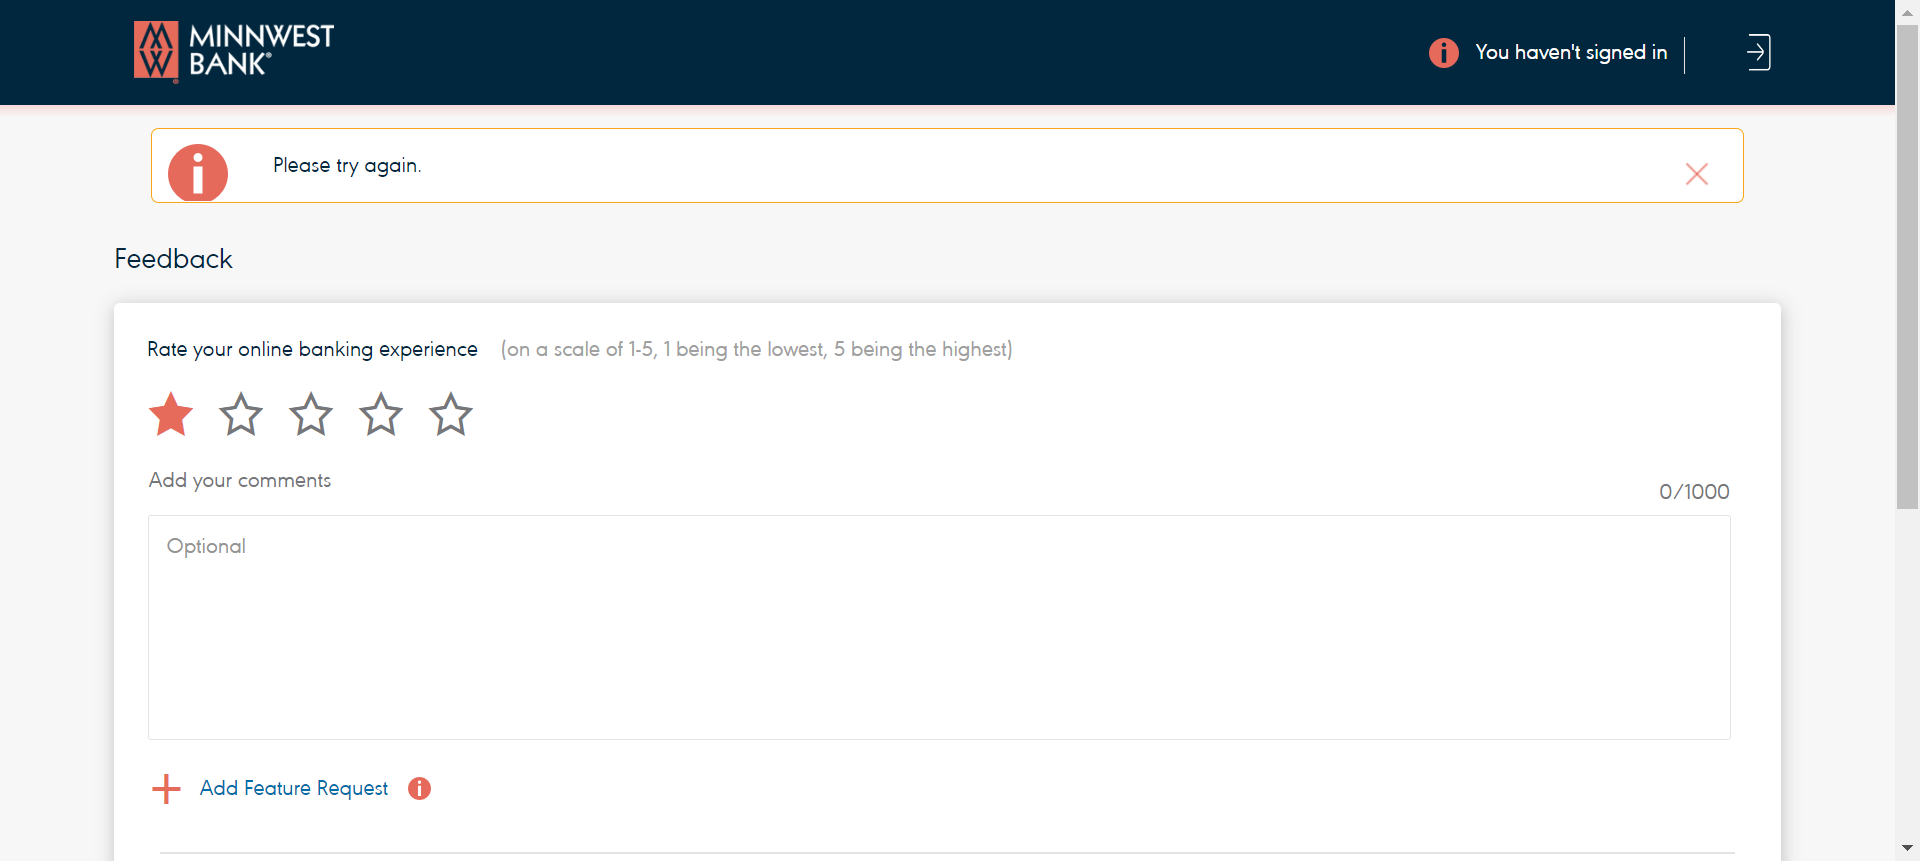 MINNWEST
BANK®
You haven't signed in
Please try again.
Feedback
Rate your online banking experience (on a scale of 1-5, 1 being the lowest, 5 being the highest)
Add your comments
0/1000
Optional
Add Feature Request